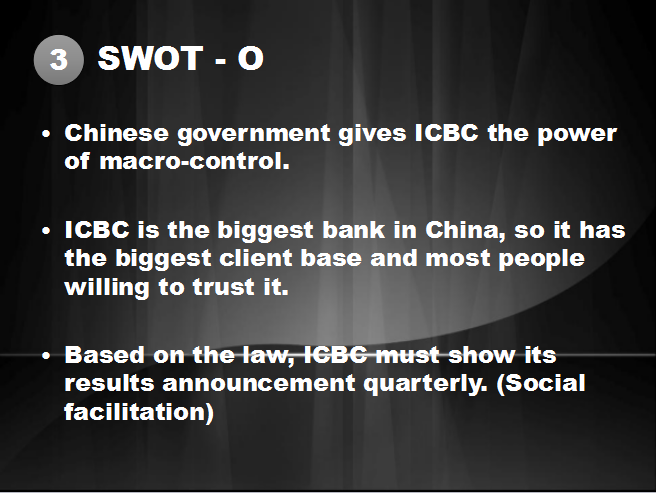 3 SWOT - O
• Chinese government gives ICBC the power
of macro-control.
• ICBC is the biggest bank in China, so it has
the biggest client base and most people
willing to trust it.
• Based on the law, ICBC must show its
results announcement quarterly. (Social
facilitation)